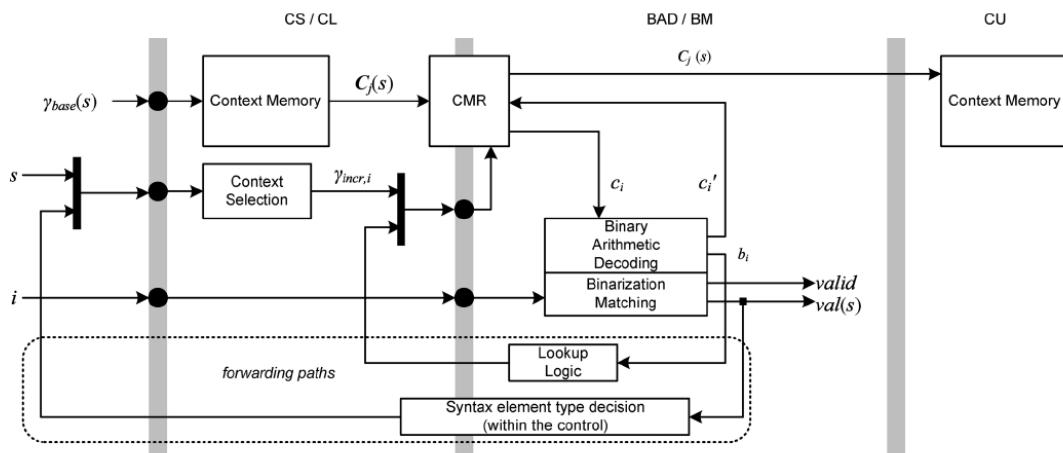 CS / CL
BAD / BM
CU
γbase(s)
Context Memory
Cj(s)
CMR
Cj (s)
Context Memory
s
Context
Selection
γincr,i
ci
ci'
Binary
Arithmetic
Decoding
bi
i
Binarization
Matching
valid
val(s)
forwarding paths
Lookup
Logic
Syntax element type decision
(within the control)